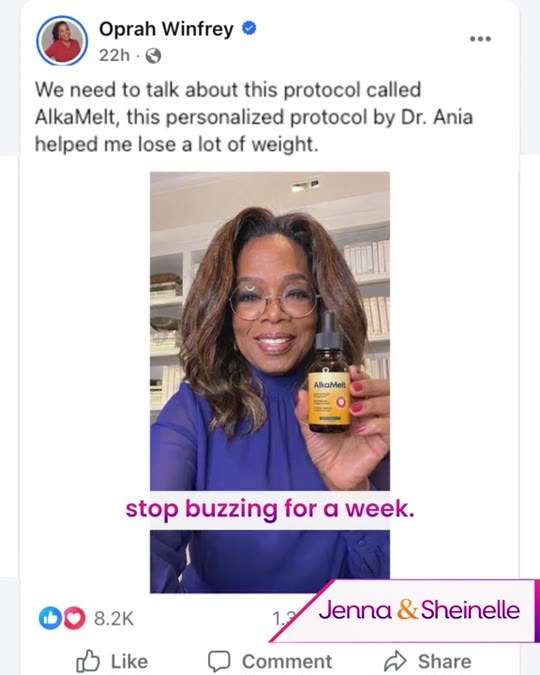 Oprah Winfrey
22h ·
We need to talk about this protocol called
AlkaMelt, this personalized protocol by Dr. Ania
helped me lose a lot of weight.
AlkaMelt
stop buzzing for a week.
8.2K
Jenna & Sheinelle
Like
Comment
Share